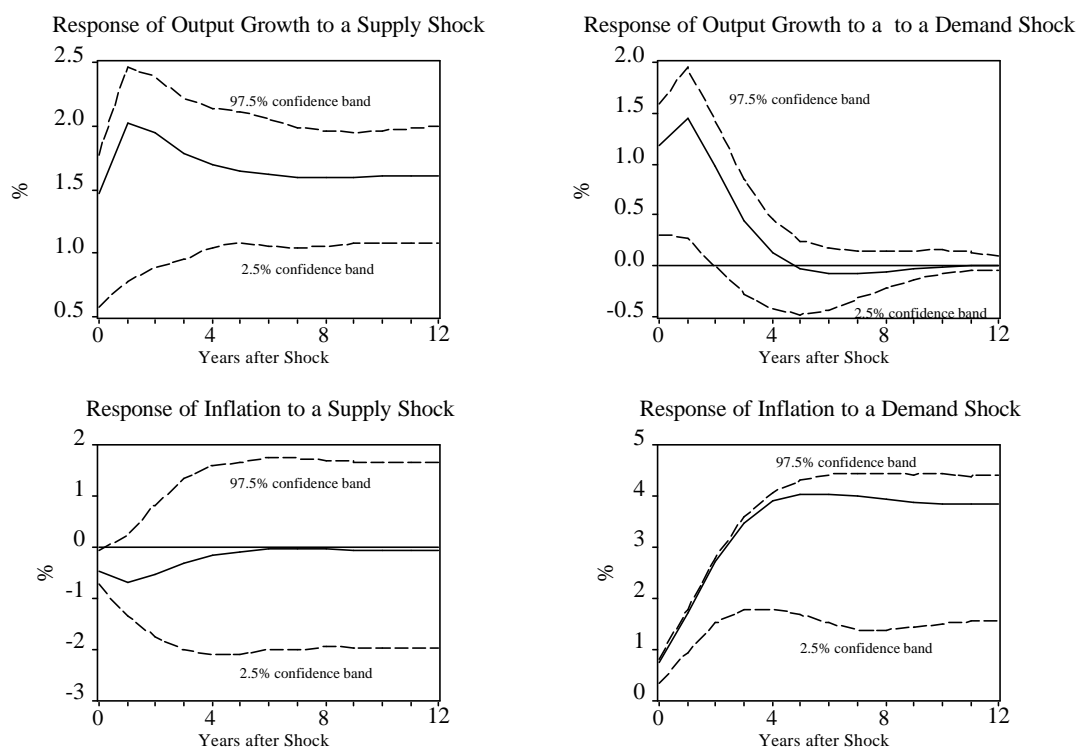 Response of Output Growth to a Supply Shock
2.5
2.0
1.5
1.0
0.5
%
97.5% confidence band
2.5% confidence band
0
4
8
12
Years after Shock
Response of Output Growth to a to a Demand Shock
2.0
1.5
1.0
0.5
0.0
-0.5
%
97.5% confidence band
2.5% confidence band
0
4
8
12
Years after Shock
Response of Inflation to a Supply Shock
2
1
0
-1
-2
-3
%
97.5% confidence band
2.5% confidence band
0
4
8
12
Years after Shock
Response of Inflation to a Demand Shock
5
4
3
2
1
0
%
97.5% confidence band
2.5% confidence band
0
4
8
12
Years after Shock